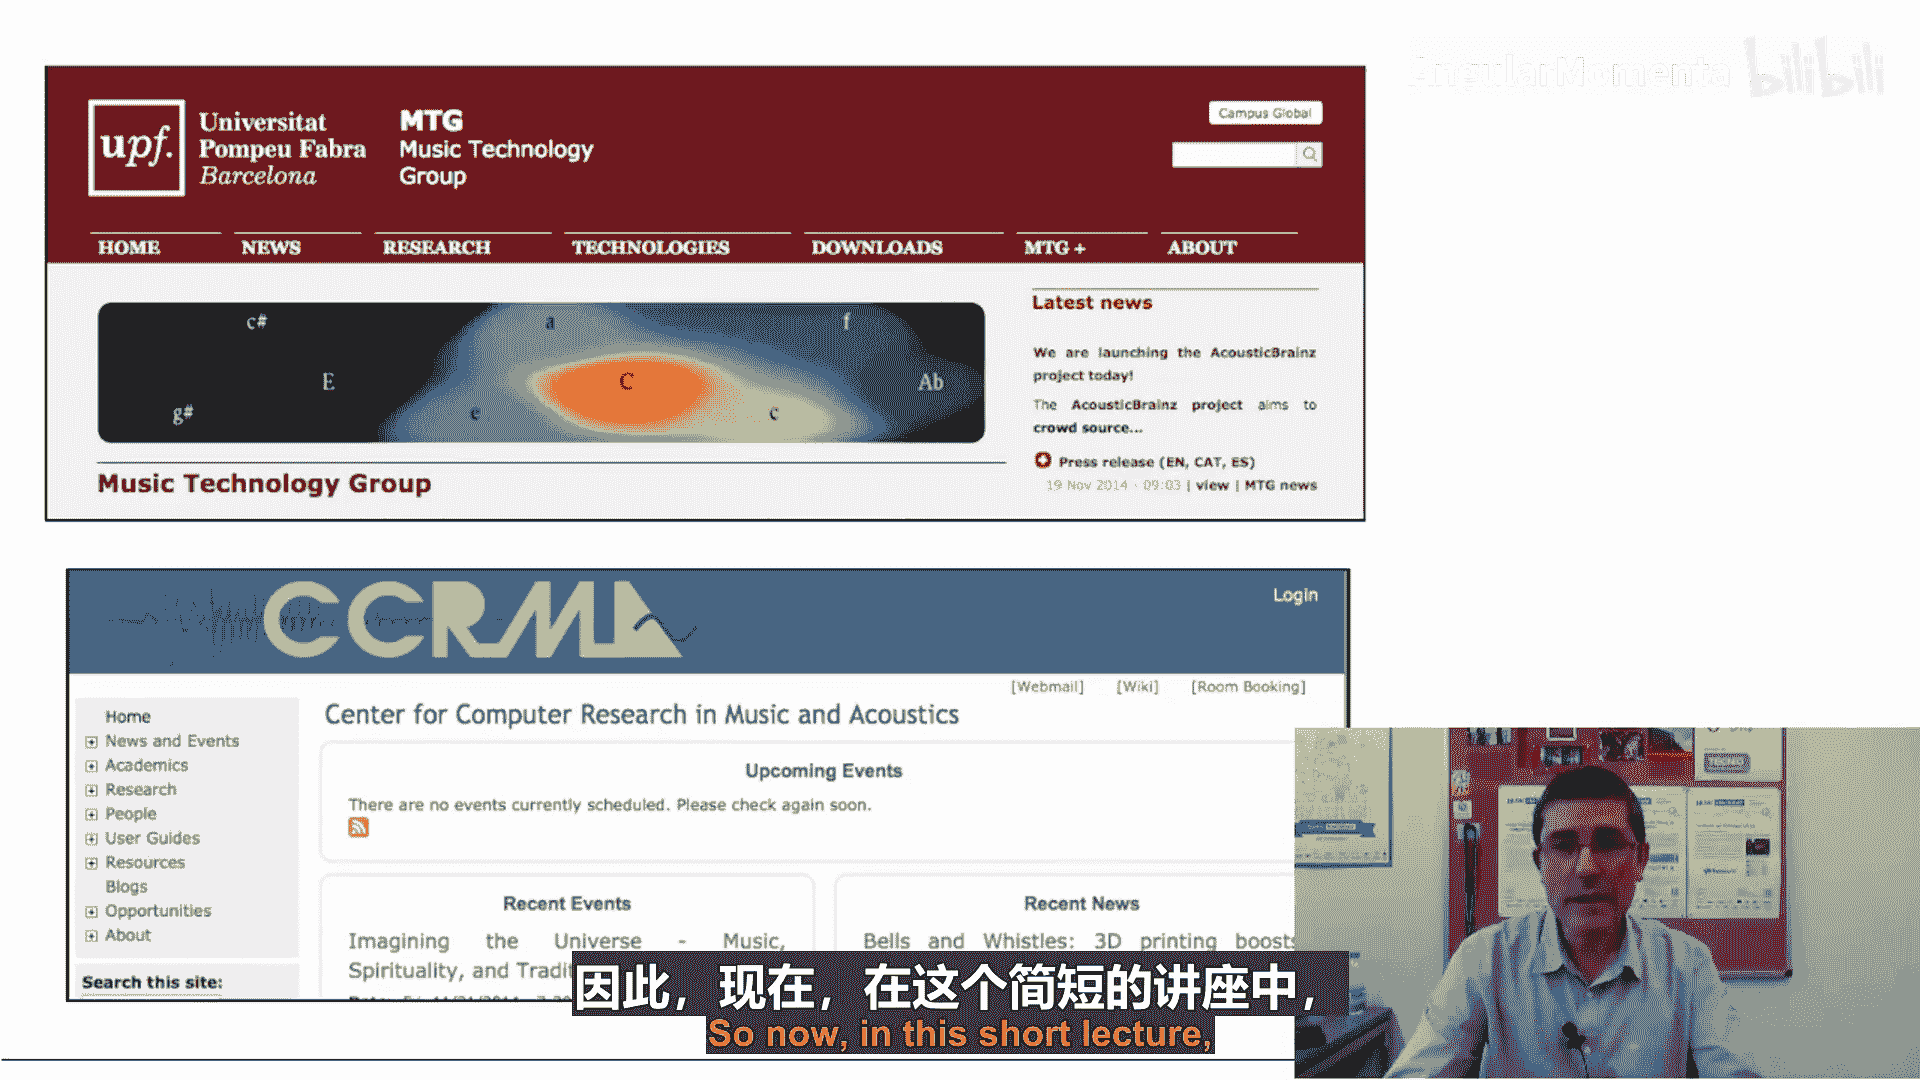 AngularMomenta bilibili
upf.
Universitat
Pompeu Fabra
Barcelona
MTG
Music Technology
Group
Campus Global
HOME NEWS RESEARCH TECHNOLOGIES DOWNLOADS MTG + ABOUT
c# a f
E C Ab
g# e c
Music Technology Group
Latest news
We are launching the AcousticBrainz
project today!
The AcousticBrainz project aims to
crowd source...
Press release (EN, CAT, ES)
19 Nov 2014 - 09:03 | view | MTG news
CCRMA
Login
[Webmail] [Wiki] [Room Booking]
Home
News and Events
Academics
Research
People
User Guides
Resources
Blogs
Opportunities
About
Search this site:
Center for Computer Research in Music and Acoustics
Upcoming Events
There are no events currently scheduled. Please check again soon.
Recent Events
Imagining the Universe - Music,
Spirituality, and
Recent News
Bells and Whistles: 3D printing boosts
因此，现在，在这个简短的讲座中，
So now, in this short lecture,